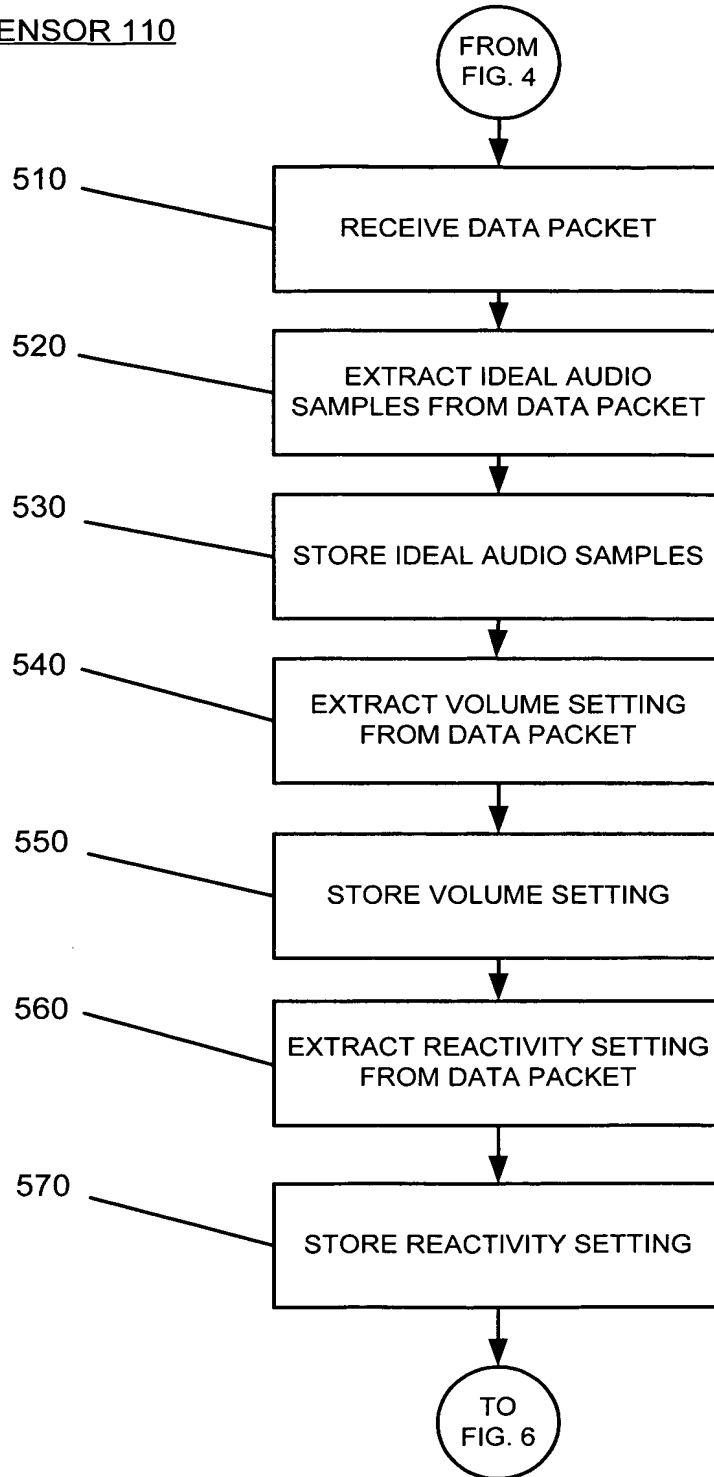 ENSOR 110
FROM
FIG. 4
510
RECEIVE DATA PACKET
520
EXTRACT IDEAL AUDIO
SAMPLES FROM DATA PACKET
530
STORE IDEAL AUDIO SAMPLES
540
EXTRACT VOLUME SETTING
FROM DATA PACKET
550
STORE VOLUME SETTING
560
EXTRACT REACTIVITY SETTING
FROM DATA PACKET
570
STORE REACTIVITY SETTING
TO
FIG. 6